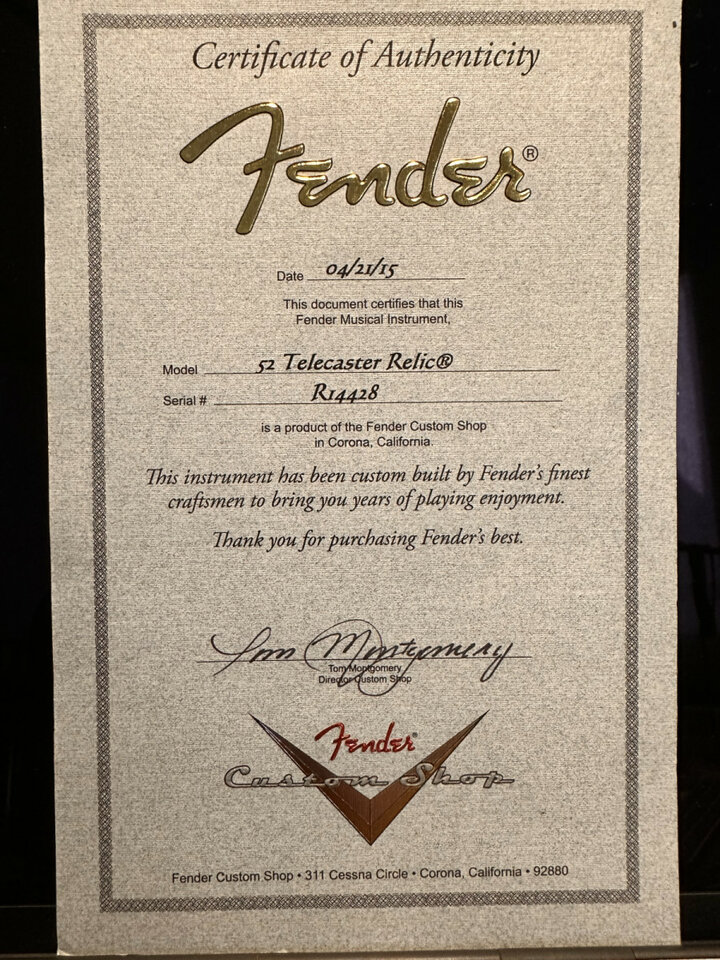 Certificate of Authenticity
Fender®
Date 04/21/15
This document certifies that this
Fender Musical Instrument,
Model 52 Telecaster Relic®
Serial # R14428
is a product of the Fender Custom Shop
in Corona, California.
This instrument has been custom built by Fender's finest
craftsmen to bring you years of playing enjoyment.
Thank you for purchasing Fender's best.
Tom Montgomery
Tom Montgomery
Director Custom Shop
Fender®
Custom Shop
Fender Custom Shop • 311 Cessna Circle • Corona, California • 92880